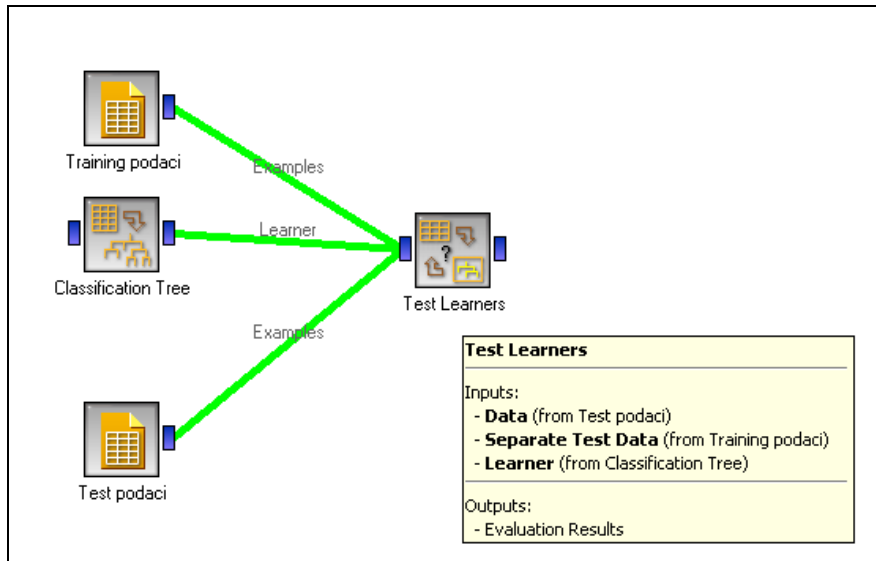 Training podaci
Examples
Learner
Classification Tree
?
Test Learners
Examples
Test podaci
Test Learners
Inputs:
- Data (from Test podaci)
- Separate Test Data (from Training podaci)
- Learner (from Classification Tree)
Outputs:
- Evaluation Results